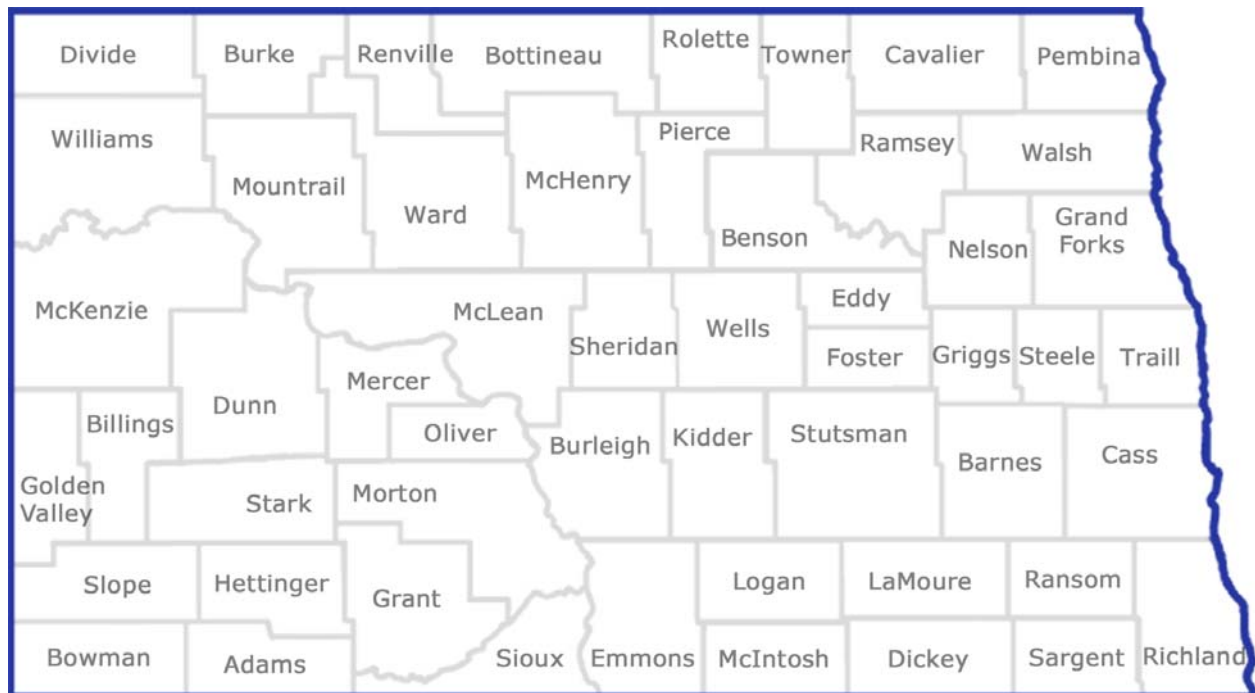 Divide
Burke
Renville
Bottineau
Rolette
Towner
Cavalier
Pembina
Williams
Mountrail
Ward
McHenry
Pierce
Benson
Ramsey
Walsh
Nelson
Grand
Forks
McKenzie
McLean
Sheridan
Wells
Eddy
Foster
Griggs
Steele
Traill
Dunn
Mercer
Oliver
Billings
Golden
Valley
Burleigh
Kidder
Stutsman
Barnes
Cass
Stark
Morton
Slope
Hettinger
Grant
Logan
LaMoure
Ransom
Bowman
Adams
Sioux
Emmons
McIntosh
Dickey
Sargent
Richland